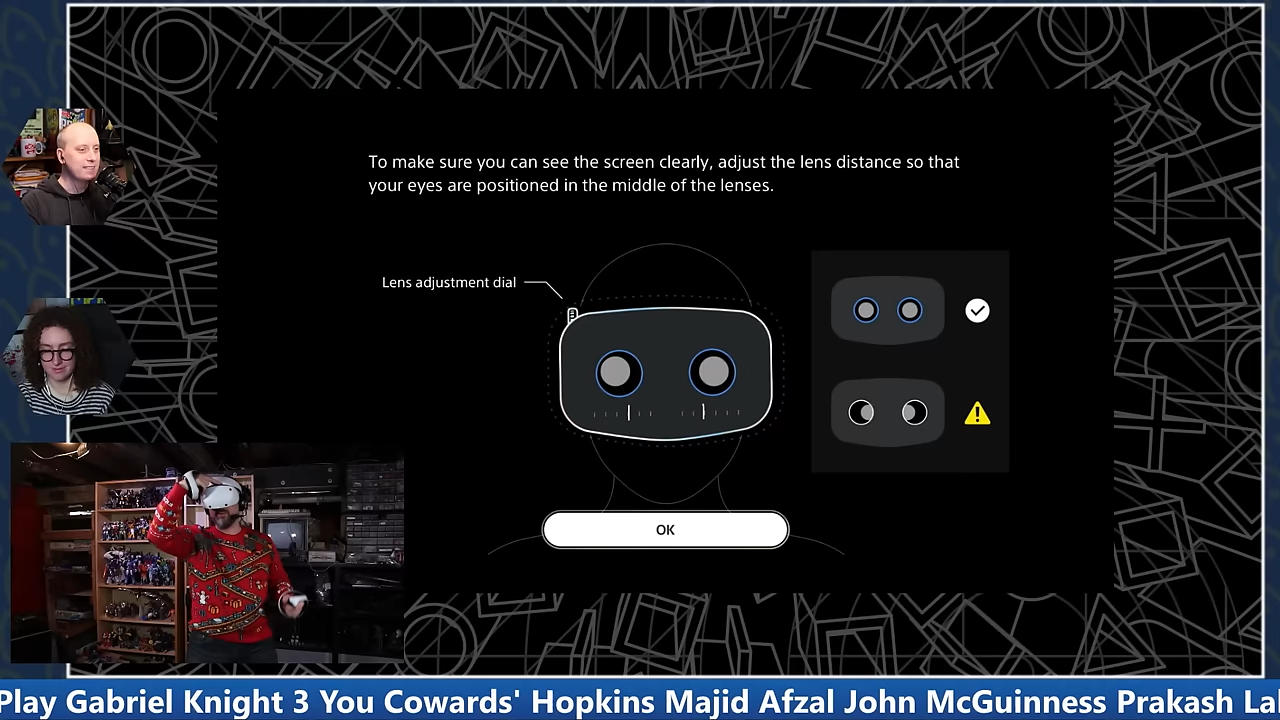 To make sure you can see the screen clearly, adjust the lens distance so that
your eyes are positioned in the middle of the lenses.
Lens adjustment dial
OK
Play Gabriel Knight 3 You Cowards' Hopkins Majid Afzal John McGuinness Prakash La